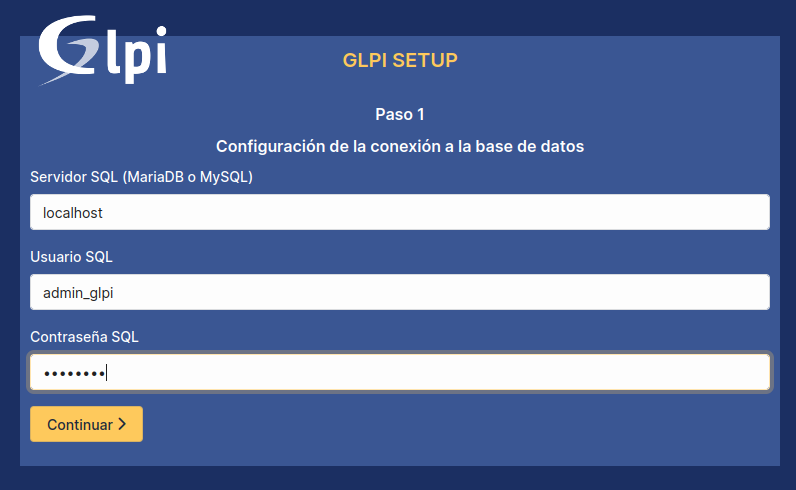 Glpi
GLPI SETUP
Paso 1
Configuración de la conexión a la base de datos
Servidor SQL (MariaDB o MySQL)
localhost
Usuario SQL
admin_glpi
Contraseña SQL
••••••••
Continuar